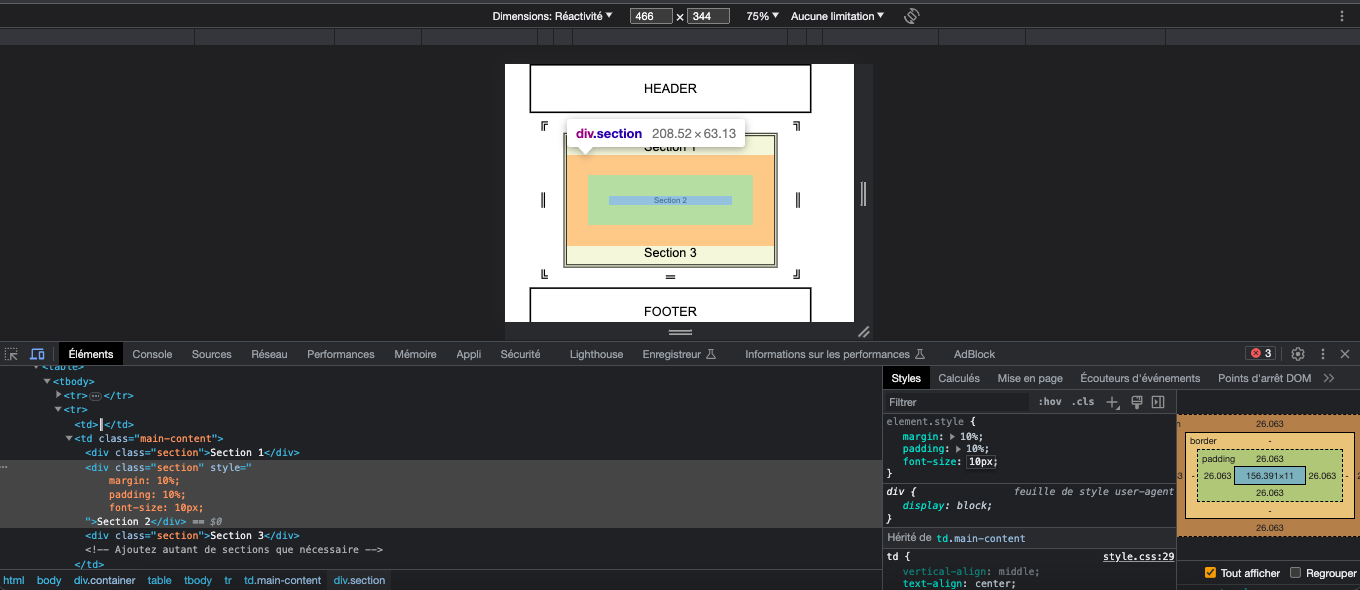 Dimensions: Réactivité ▼ 466 × 344 75% ▼ Aucune limitation ▼
HEADER
╔ ╗
div.section 208.52 × 63.13
Section 1
║ Section 2 ║
Section 3
╚ ═ ╝
FOOTER
Éléments Console Sources Réseau Performances Mémoire Appli Sécurité Lighthouse Enregistreur Informations sur les performances AdBlock 3
<table>
▼<tbody>
▶<tr>…</tr>
▼<tr>
<td>║</td>
▼<td class="main-content">
<div class="section">Section 1</div>
<div class="section" style="
margin: 10%;
padding: 10%;
font-size: 10px;
">Section 2</div> == $0
<div class="section">Section 3</div>
<!-- Ajoutez autant de sections que nécessaire -->
</td>
html body div.container table tbody tr td.main-content div.section
Styles Calculés Mise en page Écouteurs d'événements Points d'arrêt DOM
Filtrer :hov .cls
element.style {
margin: ▶ 10%;
padding: ▶ 10%;
font-size: 10px;
}
div { feuille de style user-agent
display: block;
}
Hérité de td.main-content
td { style.css:29
vertical-align: middle;
text-align: center;
26.063
border -
padding 26.063
- 26.063 156.391×11 26.063 -
26.063
-
26.063
Tout afficher Regrouper